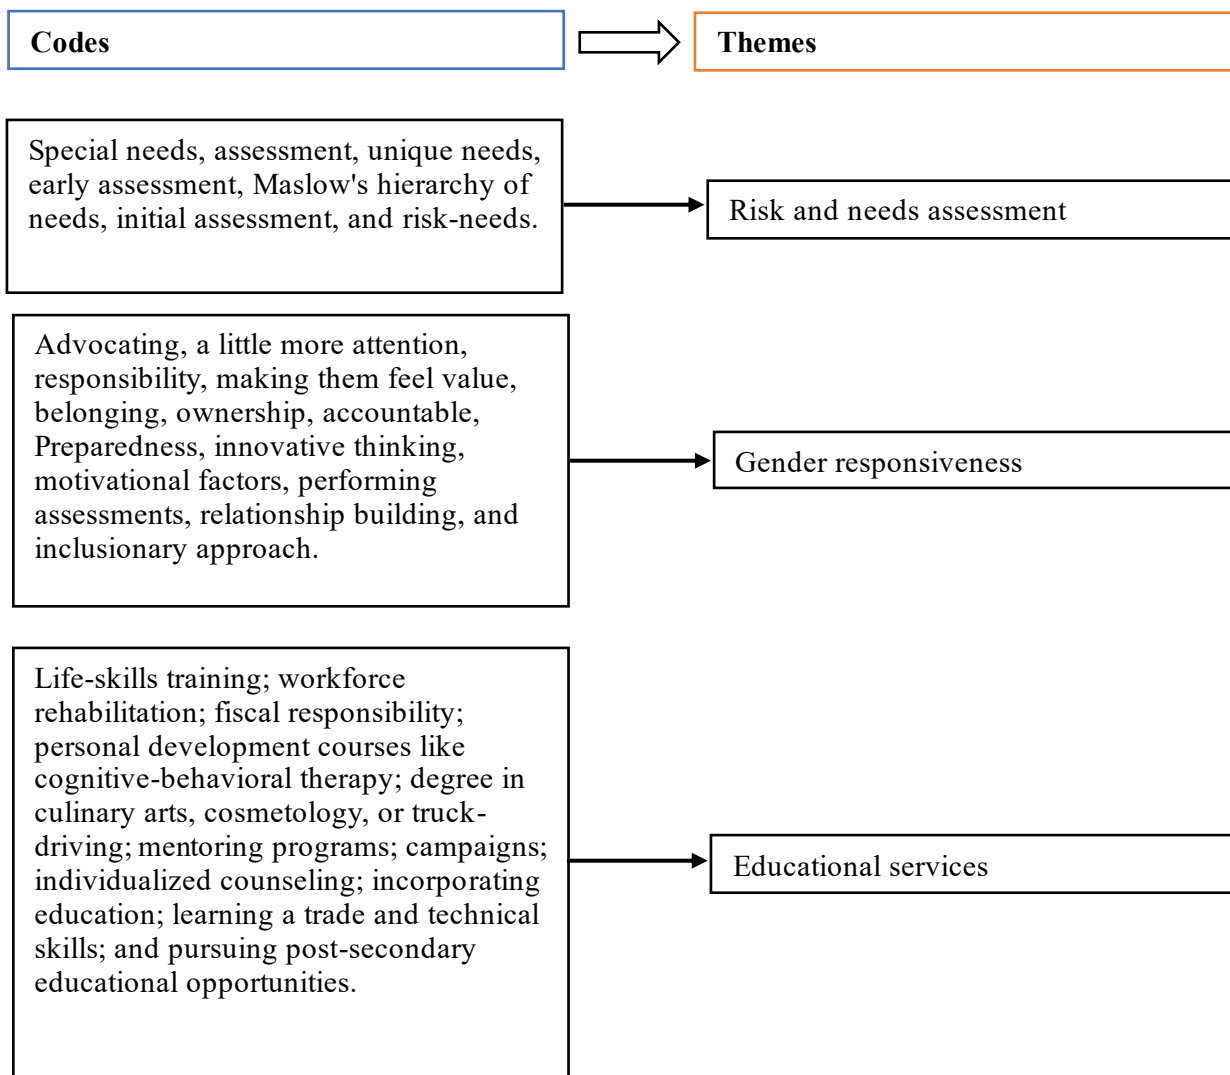 Codes
Themes
Special needs, assessment, unique needs,
early assessment, Maslow's hierarchy of
needs, initial assessment, and risk-needs.
Risk and needs assessment
Advocating, a little more attention,
responsibility, making them feel value,
belonging, ownership, accountable,
Preparedness, innovative thinking,
motivational factors, performing
assessments, relationship building, and
inclusionary approach.
Gender responsiveness
Life-skills training; workforce
rehabilitation; fiscal responsibility;
personal development courses like
cognitive-behavioral therapy; degree in
culinary arts, cosmetology, or truck-
driving; mentoring programs; campaigns;
individualized counseling; incorporating
education; learning a trade and technical
skills; and pursuing post-secondary
educational opportunities.
Educational services